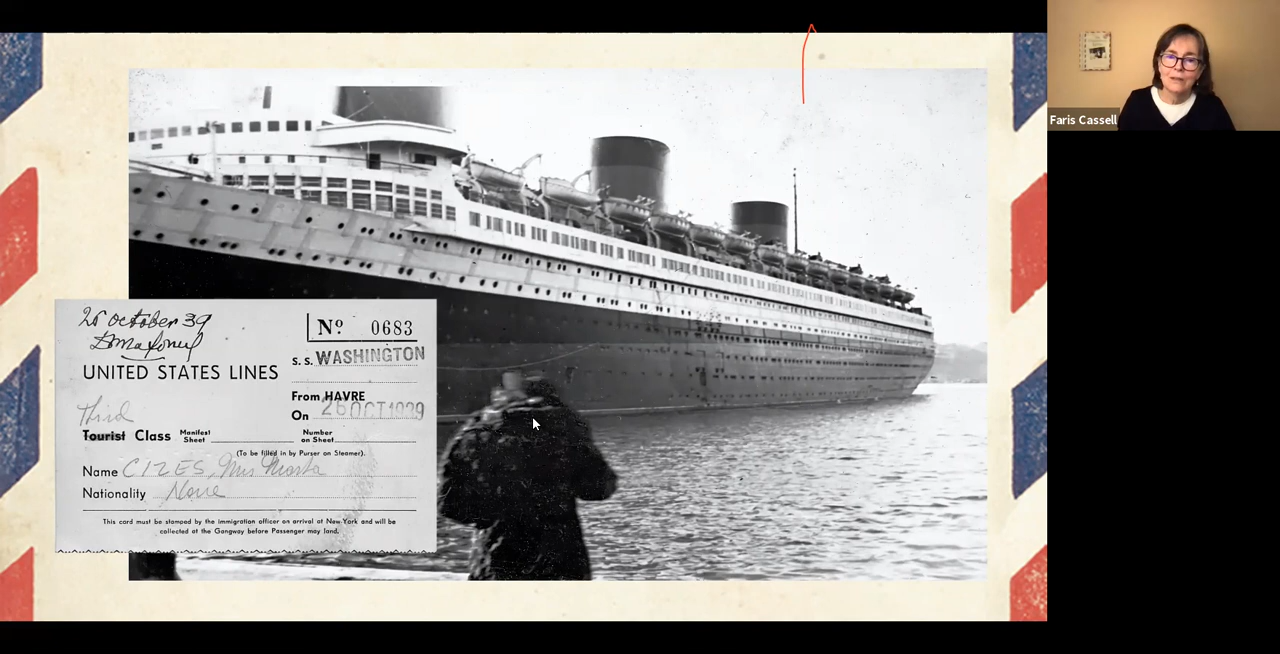 26 October 39
UNITED STATES LINES
Nº 0683
S.S. WASHINGTON
From HAVRE
On 26 OCT 1939
Third
Tourist Class Manifest Sheet Number on Sheet
(To be filled in by Purser on Steamer).
Name CIZES, Mrs Marta
Nationality None
This card must be stamped by the immigration officer on arrival at New York and will be
collected at the Gangway before Passenger may land.
Faris Cassell